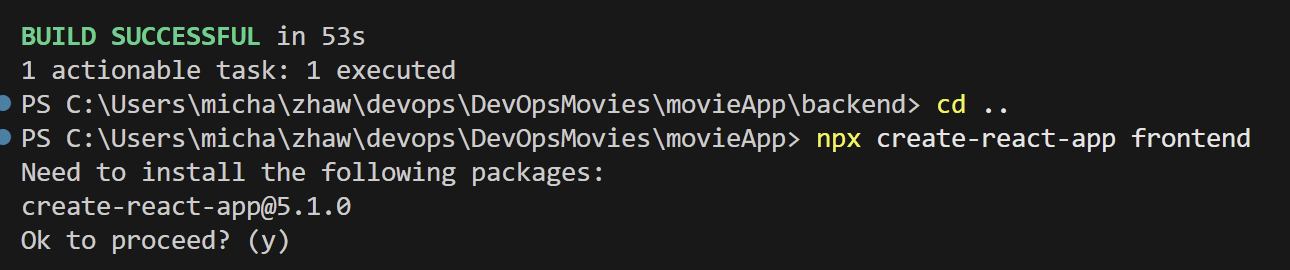 BUILD SUCCESSFUL in 53s
1 actionable task: 1 executed
PS C:\Users\micha\zhaw\devops\DevOpsMovies\movieApp\backend> cd ..
PS C:\Users\micha\zhaw\devops\DevOpsMovies\movieApp> npx create-react-app frontend
Need to install the following packages:
create-react-app@5.1.0
Ok to proceed? (y)